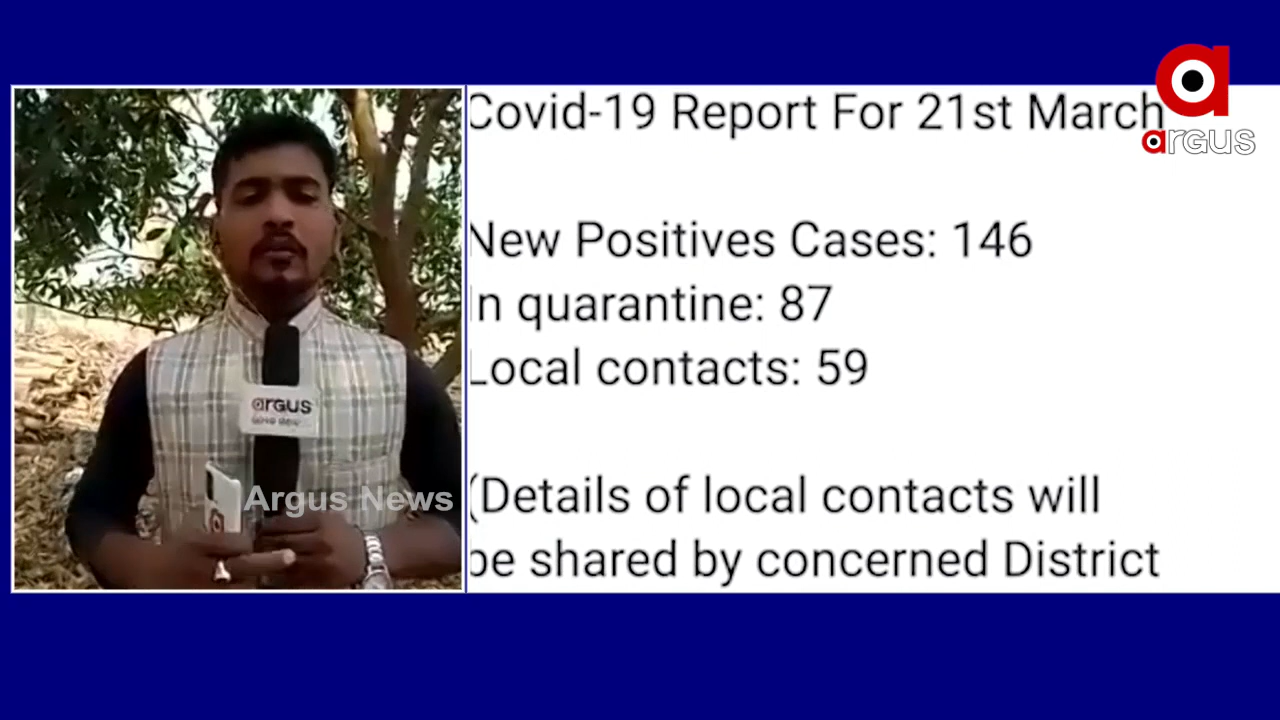 argus
Covid-19 Report For 21st March
New Positives Cases: 146
In quarantine: 87
Local contacts: 59
(Details of local contacts will
be shared by concerned District
argus
Argus News